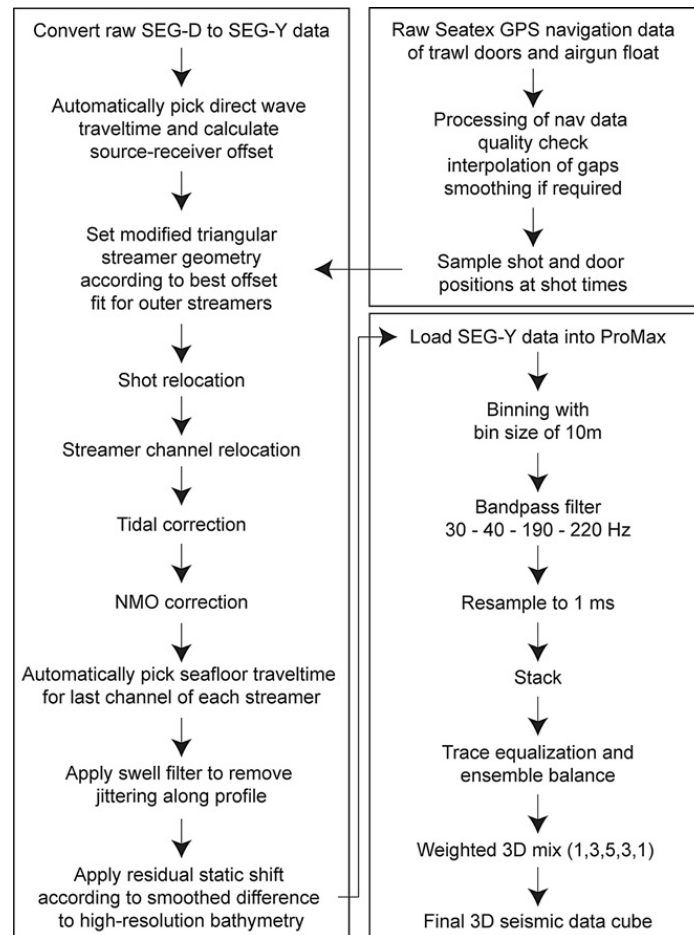 Convert raw SEG-D to SEG-Y data
Automatically pick direct wave
traveltime and calculate
source-receiver offset
Set modified triangular
streamer geometry
according to best offset
fit for outer streamers
Shot relocation
Streamer channel relocation
Tidal correction
NMO correction
Automatically pick seafloor traveltime
for last channel of each streamer
Apply swell filter to remove
jittering along profile
Apply residual static shift
according to smoothed difference
to high-resolution bathymetry
Raw Seatex GPS navigation data
of trawl doors and airgun float
Processing of nav data
quality check
interpolation of gaps
smoothing if required
Sample shot and door
positions at shot times
Load SEG-Y data into ProMax
Binning with
bin size of 10m
Bandpass filter
30 - 40 - 190 - 220 Hz
Resample to 1 ms
Stack
Trace equalization and
ensemble balance
Weighted 3D mix (1,3,5,3,1)
Final 3D seismic data cube